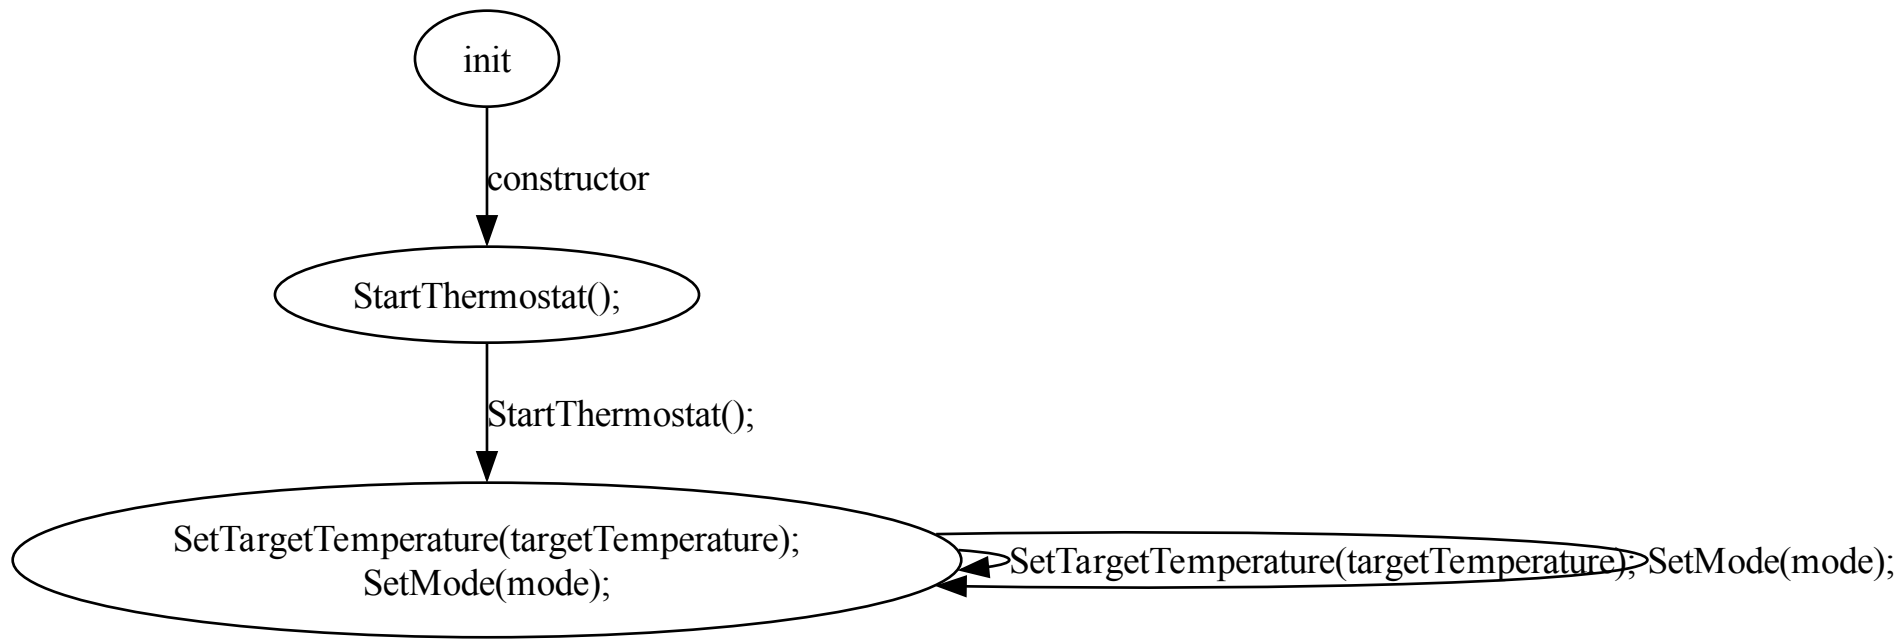 init
constructor
StartThermostat();
StartThermostat();
SetTargetTemperature(targetTemperature);
SetMode(mode);
SetTargetTemperature(targetTemperature);
SetMode(mode);